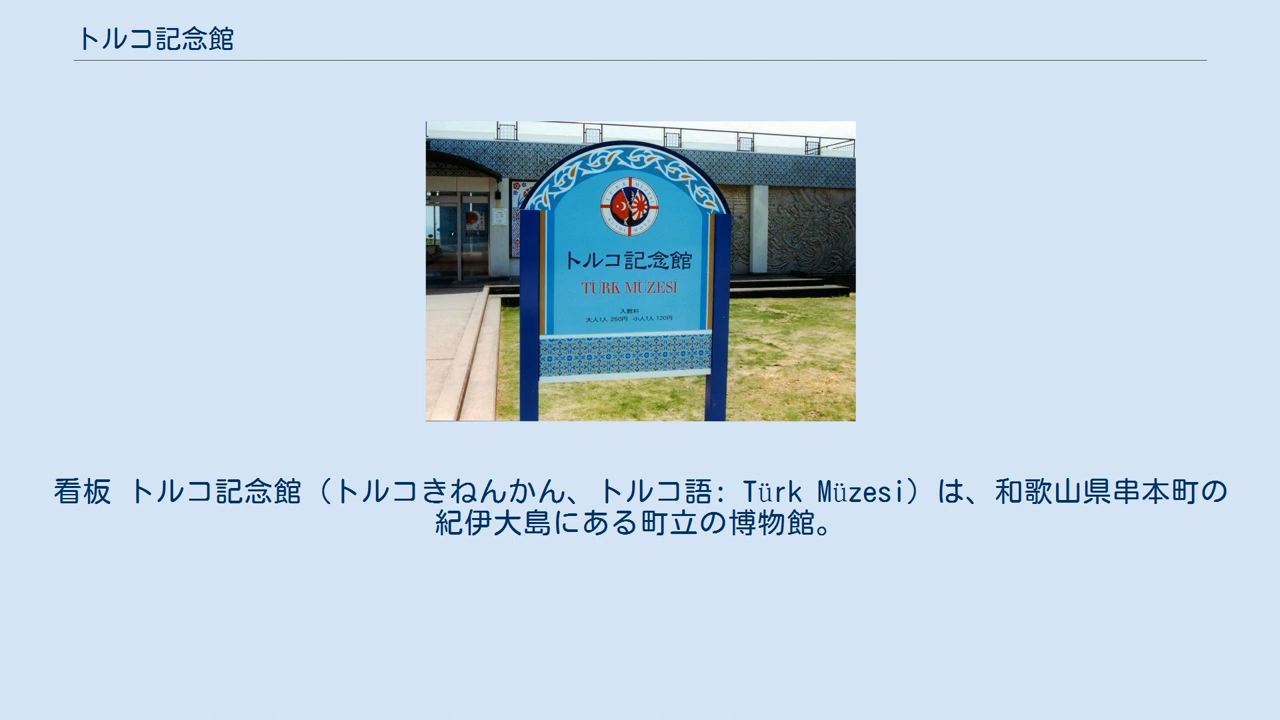 トルコ記念館
トルコ記念館
TÜRK MÜZESI
入館料
大人1人 250円 小人1人 120円
看板 トルコ記念館（トルコきねんかん、トルコ語: Türk Müzesi）は、和歌山県串本町の
紀伊大島にある町立の博物館。